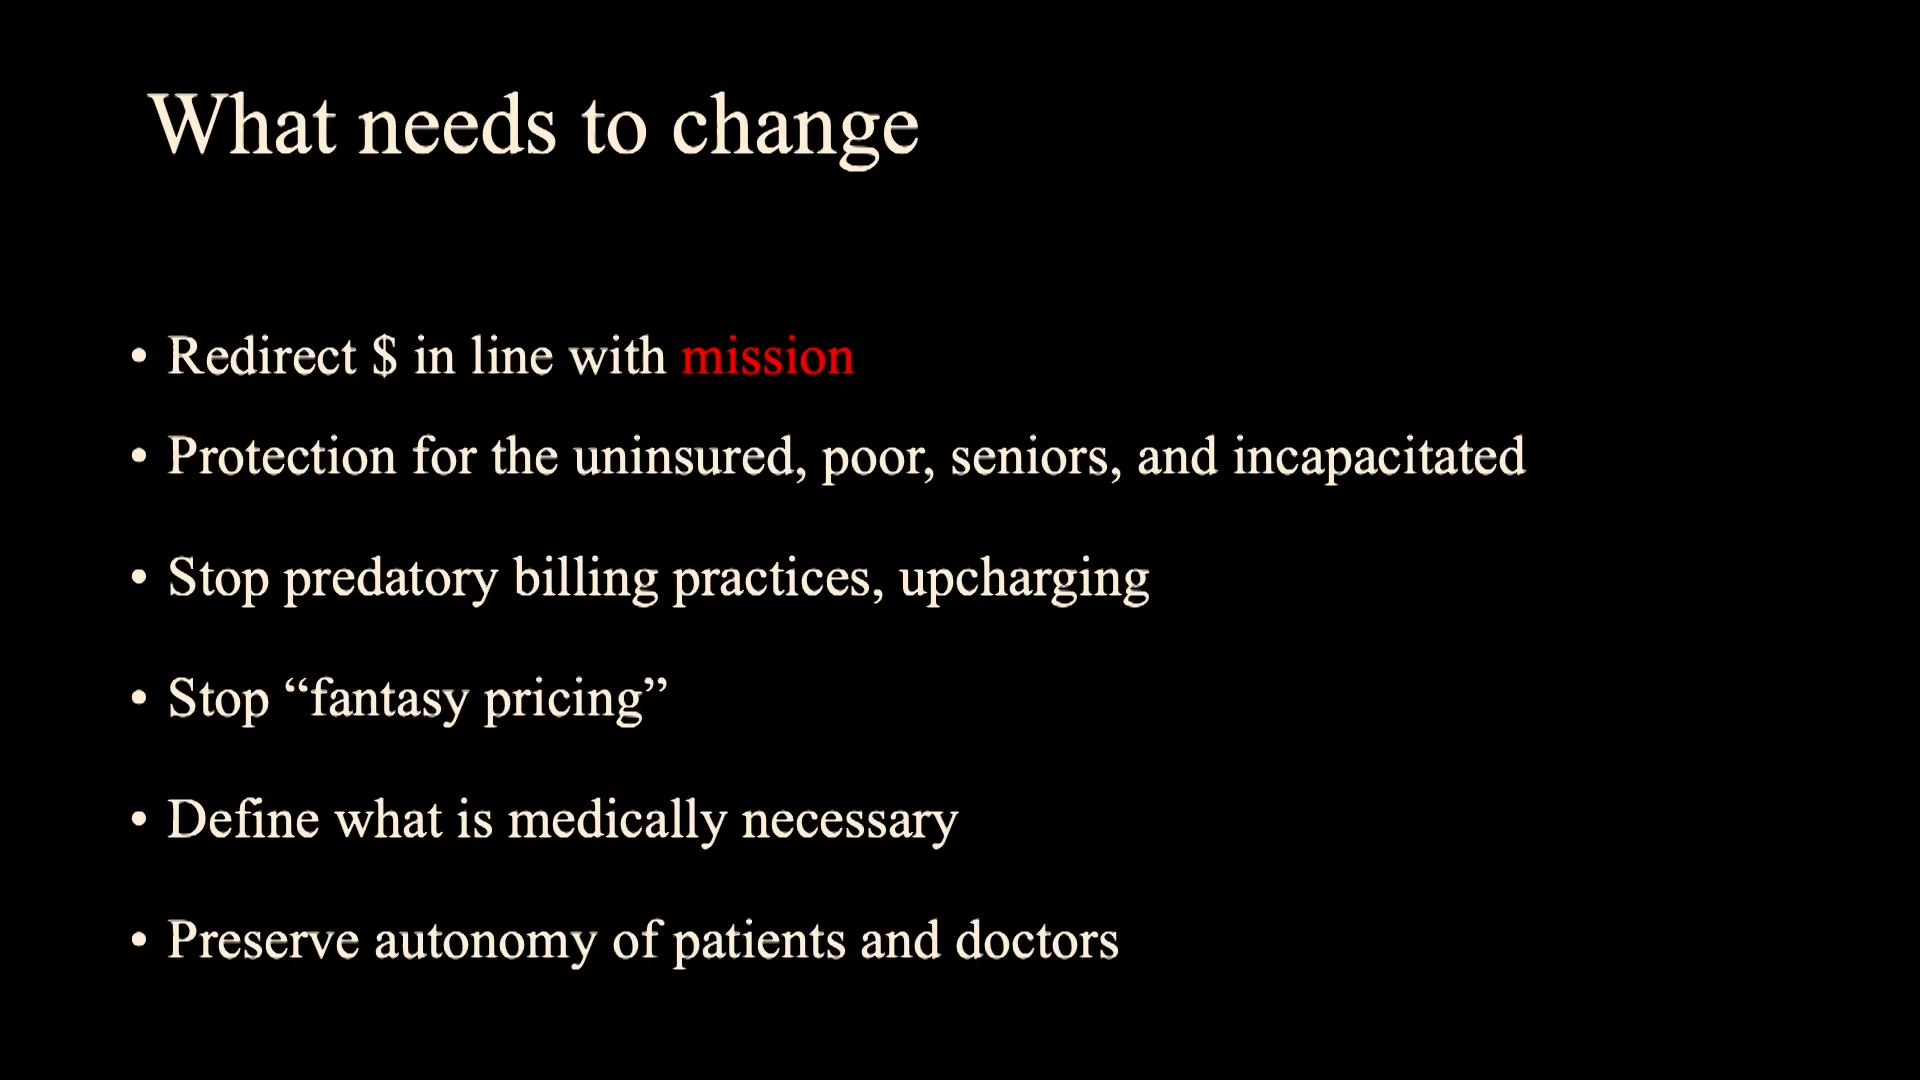 What needs to change
• Redirect $ in line with mission
• Protection for the uninsured, poor, seniors, and incapacitated
• Stop predatory billing practices, upcharging
• Stop “fantasy pricing”
• Define what is medically necessary
• Preserve autonomy of patients and doctors